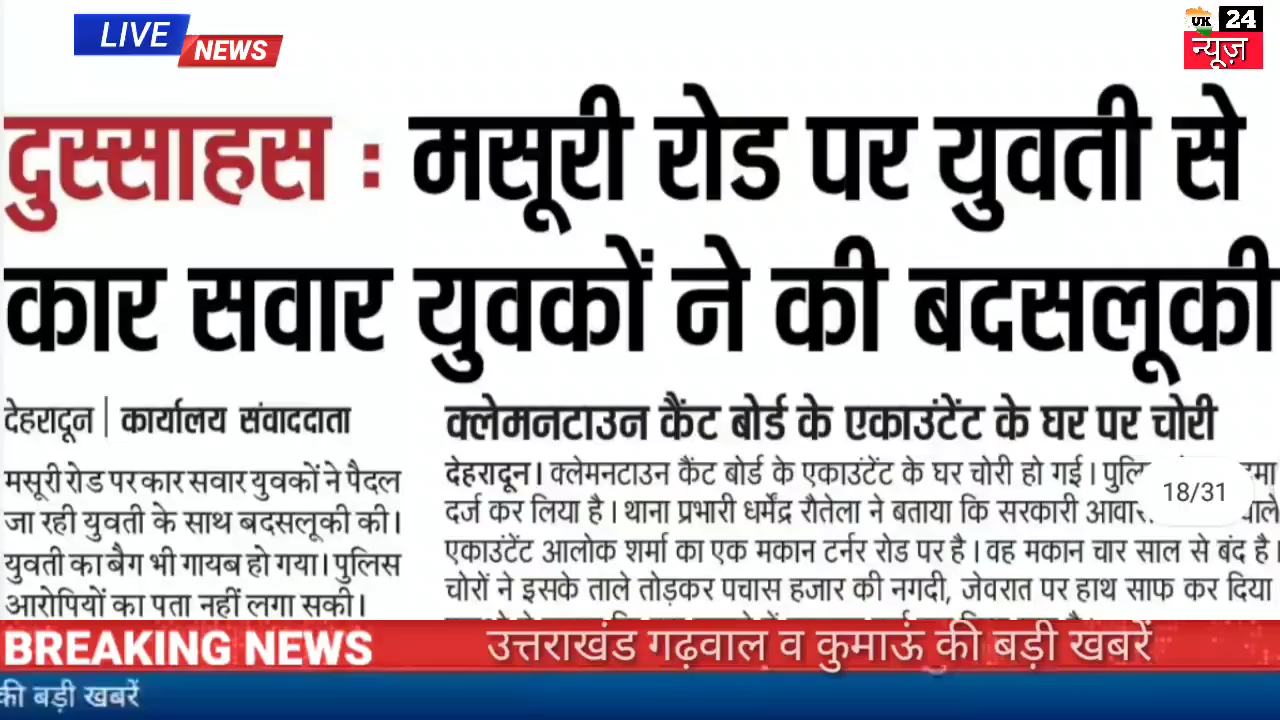 LIVE NEWS
UK 24
न्यूज़
दुस्साहस : मसूरी रोड पर युवती से
कार सवार युवकों ने की बदसलूकी
देहरादून | कार्यालय संवाददाता
मसूरी रोड पर कार सवार युवकों ने पैदल
जा रही युवती के साथ बदसलूकी की।
युवती का बैग भी गायब हो गया। पुलिस
आरोपियों का पता नहीं लगा सकी।
क्लेमनटाउन कैंट बोर्ड के एकाउंटेंट के घर पर चोरी
देहरादून। क्लेमनटाउन कैंट बोर्ड के एकाउंटेंट के घर चोरी हो गई।
दर्ज कर लिया है। थाना प्रभारी धर्मेंद्र रौतेला ने बताया कि सरकारी
एकाउंटेंट आलोक शर्मा का एक मकान टर्नर रोड पर है। वह मकान चार साल से बंद है।
चोरों ने इसके ताले तोड़कर पचास हजार की नगदी, जेवरात पर हाथ साफ कर दिया
18/31
BREAKING NEWS
उत्तराखंड गढ़वाल व कुमाऊं की बड़ी खबरें
की बड़ी खबरें